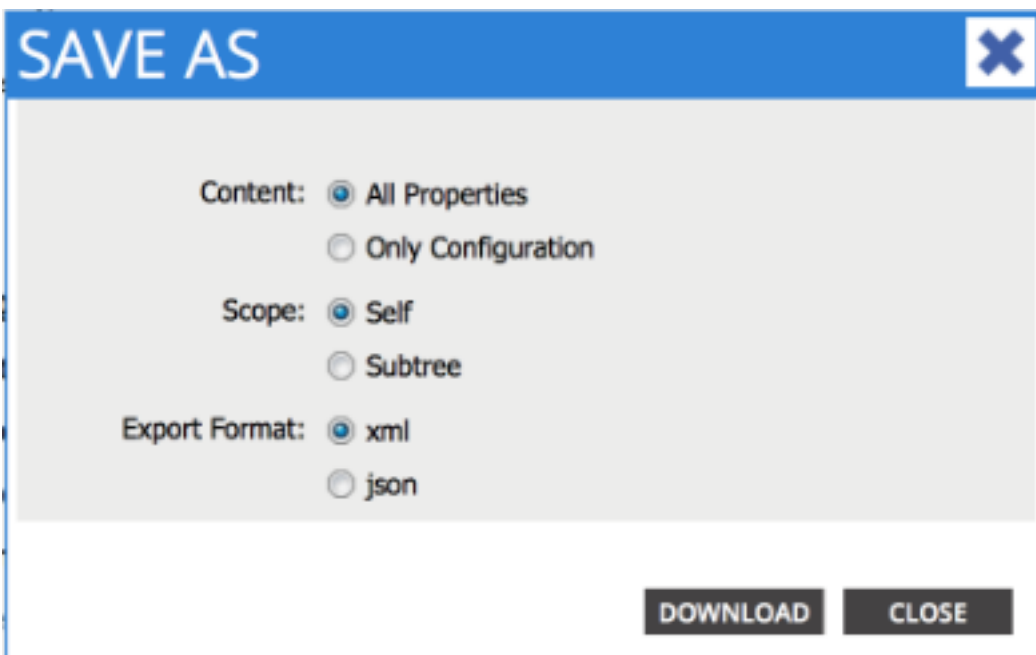 SAVE AS
Content: All Properties
Only Configuration
Scope: Self
Subtree
Export Format: xml
json
DOWNLOAD CLOSE